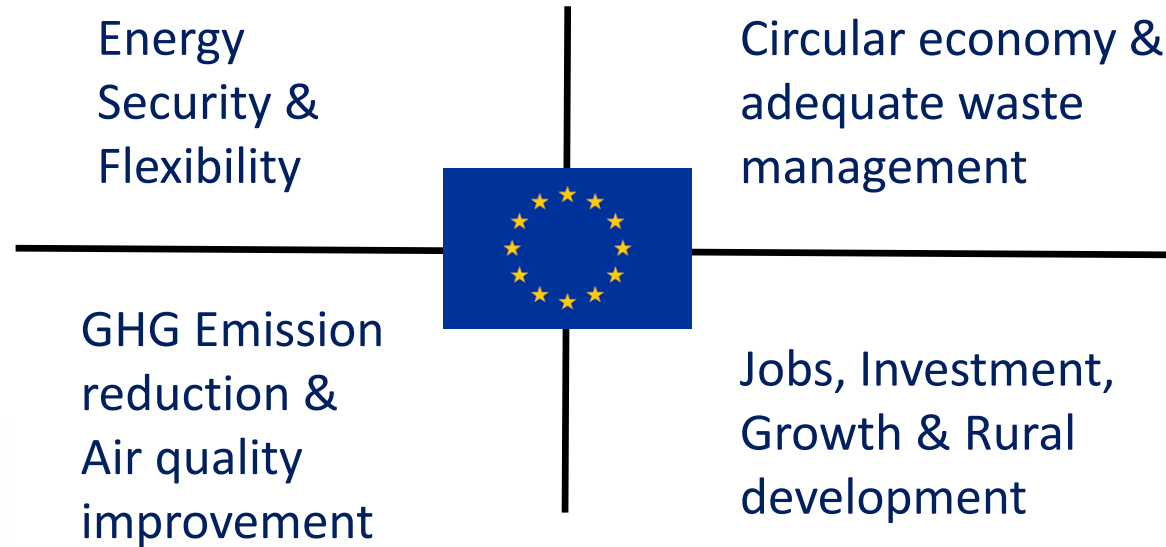 Energy
Security &
Flexibility
Circular economy &
adequate waste
management
GHG Emission
reduction &
Air quality
improvement
Jobs, Investment,
Growth & Rural
development